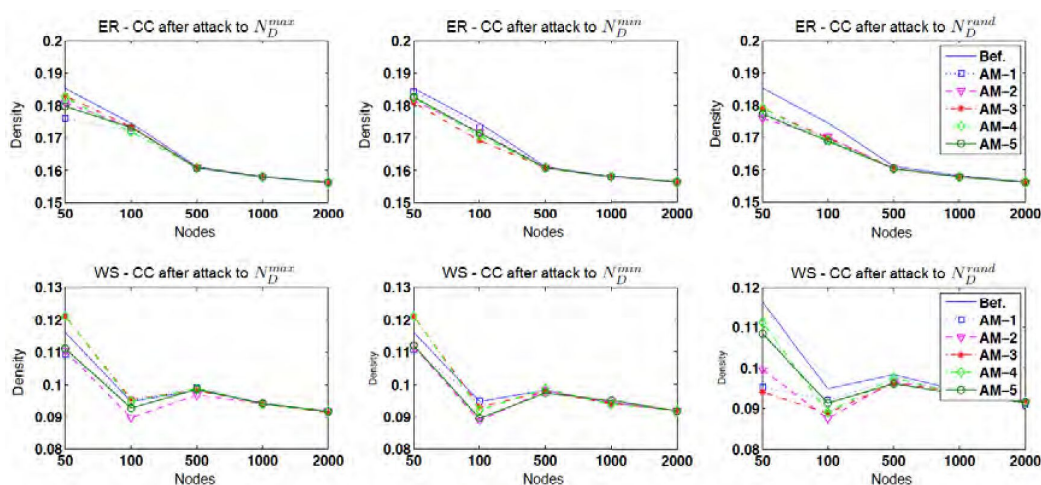 ER - CC after attack to N_D^{max}
0.2
0.19
0.18
0.17
0.16
0.15
Density
50 100 500 1000 2000
Nodes
ER - CC after attack to N_D^{min}
0.2
0.19
0.18
0.17
0.16
0.15
Density
50 100 500 1000 2000
Nodes
ER - CC after attack to N_D^{rand}
0.2
0.19
0.18
0.17
0.16
0.15
Density
Bef.
AM-1
AM-2
AM-3
AM-4
AM-5
50 100 500 1000 2000
Nodes
WS - CC after attack to N_D^{max}
0.13
0.12
0.11
0.1
0.09
0.08
Density
50 100 500 1000 2000
Nodes
WS - CC after attack to N_D^{min}
0.13
0.12
0.11
0.1
0.09
0.08
Density
50 100 500 1000 2000
Nodes
WS - CC after attack to N_D^{rand}
0.12
0.11
0.1
0.09
0.08
Density
Bef.
AM-1
AM-2
AM-3
AM-4
AM-5
50 100 500 1000 2000
Nodes